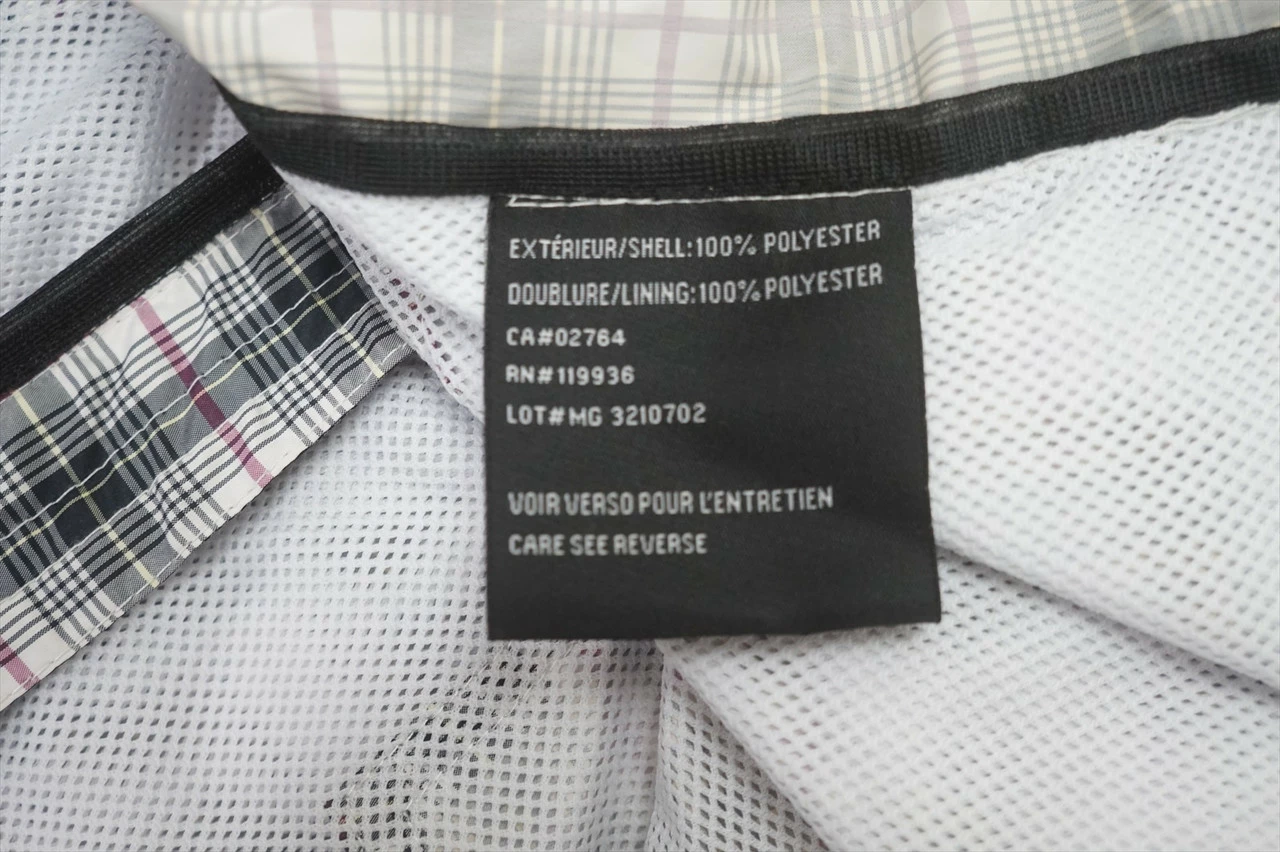 EXTÉRIEUR/SHELL:100% POLYESTER
DOUBLURE/LINING:100% POLYESTER
CA#02764
RN#119936
LOT#MG 3210702
VOIR VERSO POUR L'ENTRETIEN
CARE SEE REVERSE